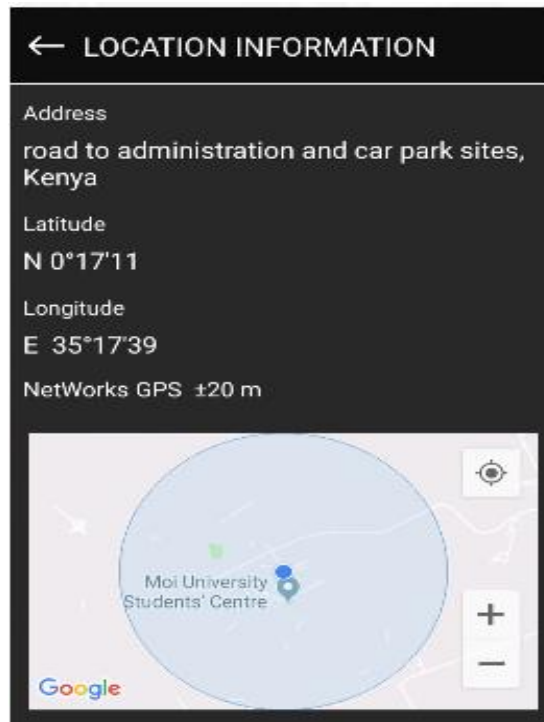 ← LOCATION INFORMATION
Address
road to administration and car park sites,
Kenya
Latitude
N 0°17'11
Longitude
E 35°17'39
NetWorks GPS ±20 m
Moi University
Students' Centre
+
−
Google